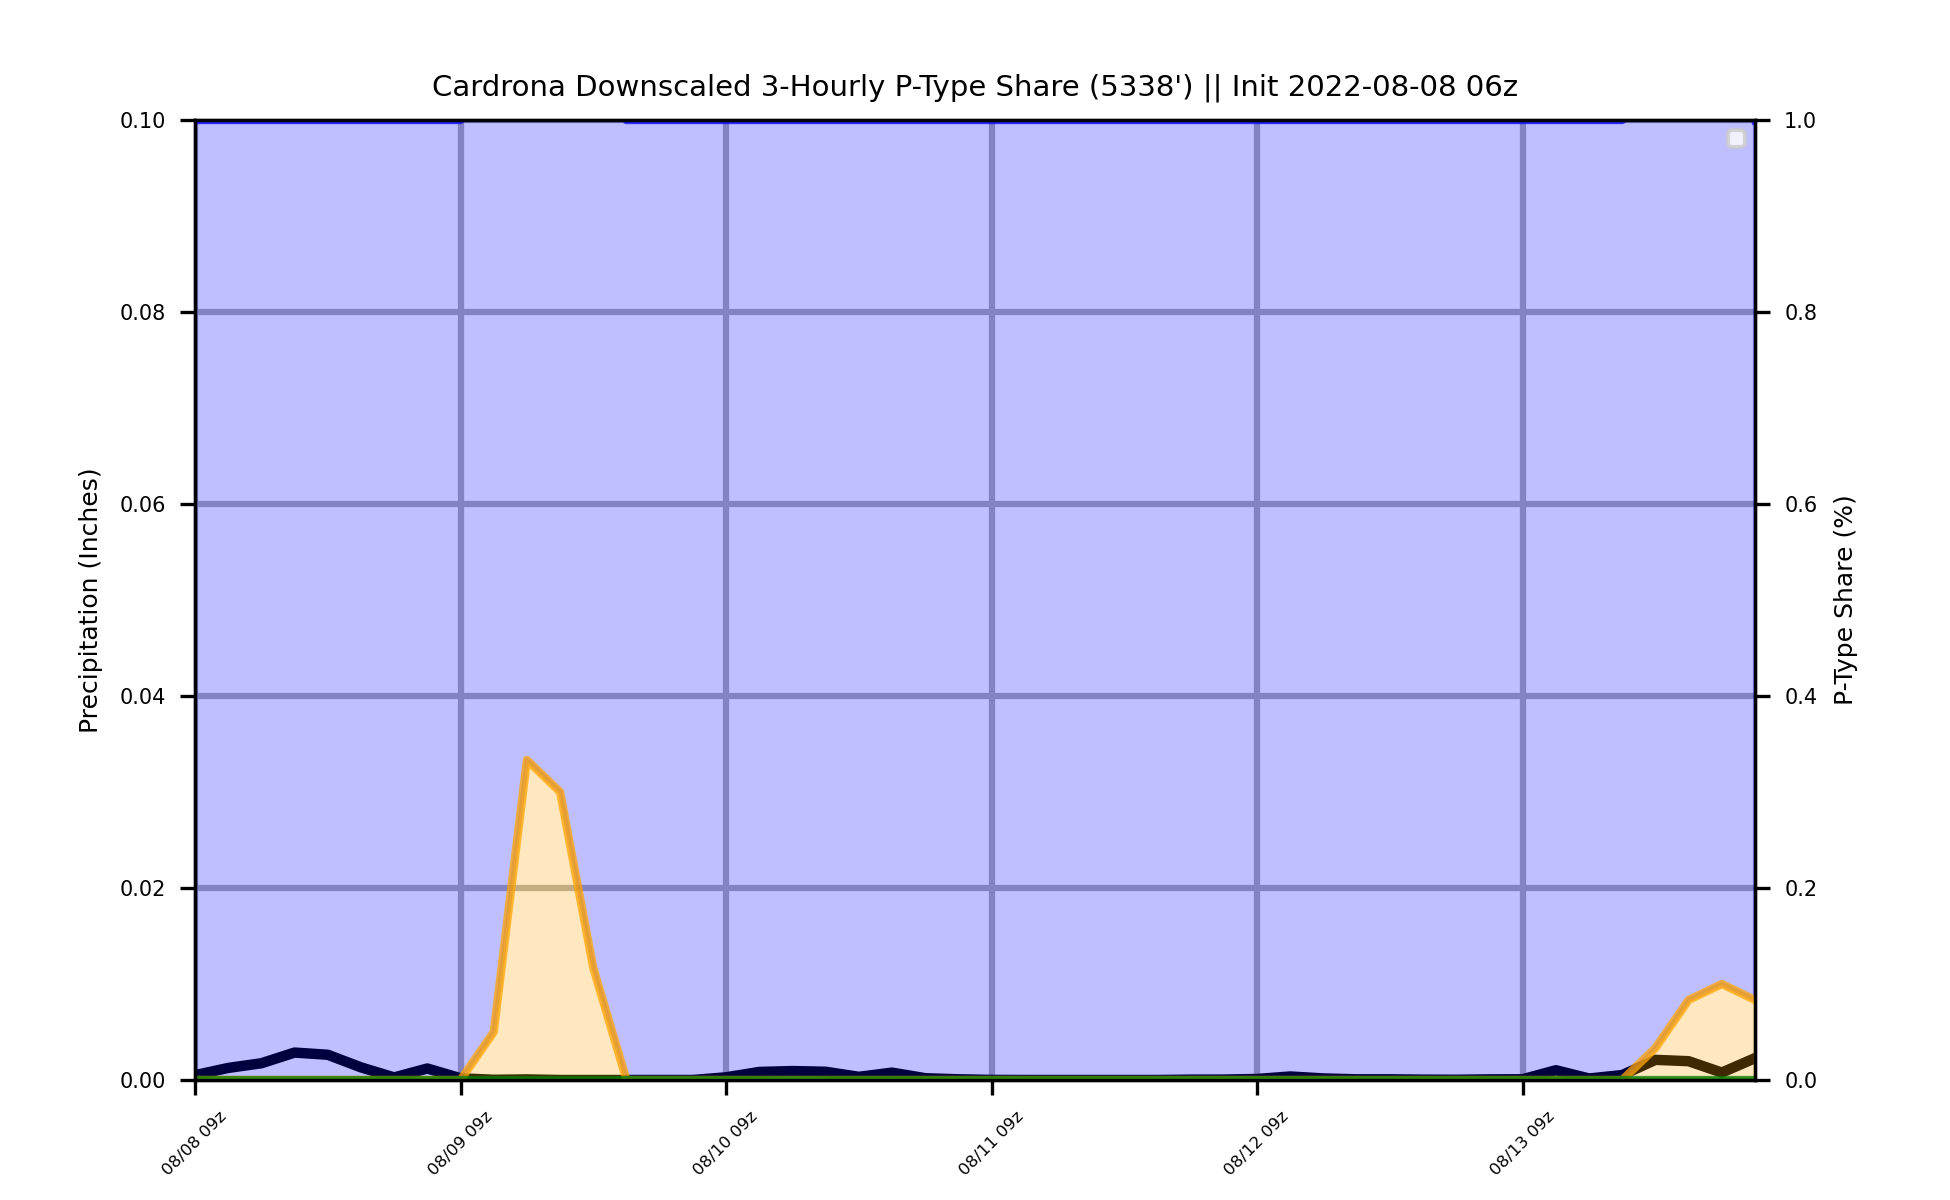 Cardrona Downscaled 3-Hourly P-Type Share (5338') || Init 2022-08-08 06z
Precipitation (Inches)
0.10
0.08
0.06
0.04
0.02
0.00
1.0
0.8
0.6
0.4
0.2
0.0
P-Type Share (%)
08/08 09z
08/09 09z
08/10 09z
08/11 09z
08/12 09z
08/13 09z